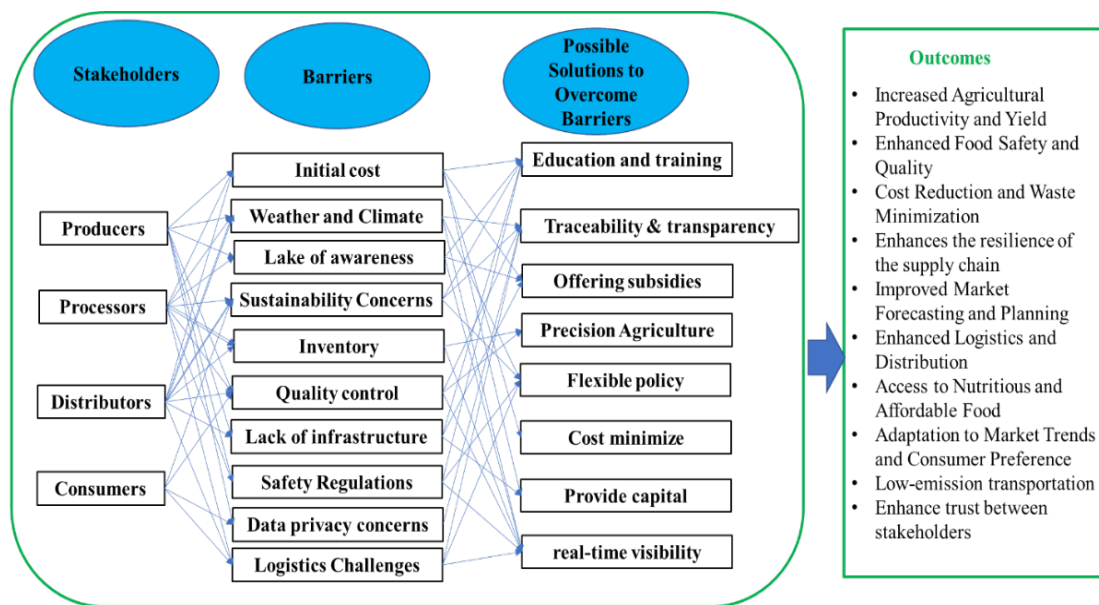 Stakeholders
Barriers
Possible
Solutions to
Overcome
Barriers
Producers
Processors
Distributors
Consumers
Initial cost
Weather and Climate
Lake of awareness
Sustainability Concerns
Inventory
Quality control
Lack of infrastructure
Safety Regulations
Data privacy concerns
Logistics Challenges
Education and training
Traceability & transparency
Offering subsidies
Precision Agriculture
Flexible policy
Cost minimize
Provide capital
real-time visibility
Outcomes
• Increased Agricultural
Productivity and Yield
• Enhanced Food Safety and
Quality
• Cost Reduction and Waste
Minimization
• Enhances the resilience of
the supply chain
• Improved Market
Forecasting and Planning
• Enhanced Logistics and
Distribution
• Access to Nutritious and
Affordable Food
• Adaptation to Market Trends
and Consumer Preference
• Low-emission transportation
• Enhance trust between
stakeholders